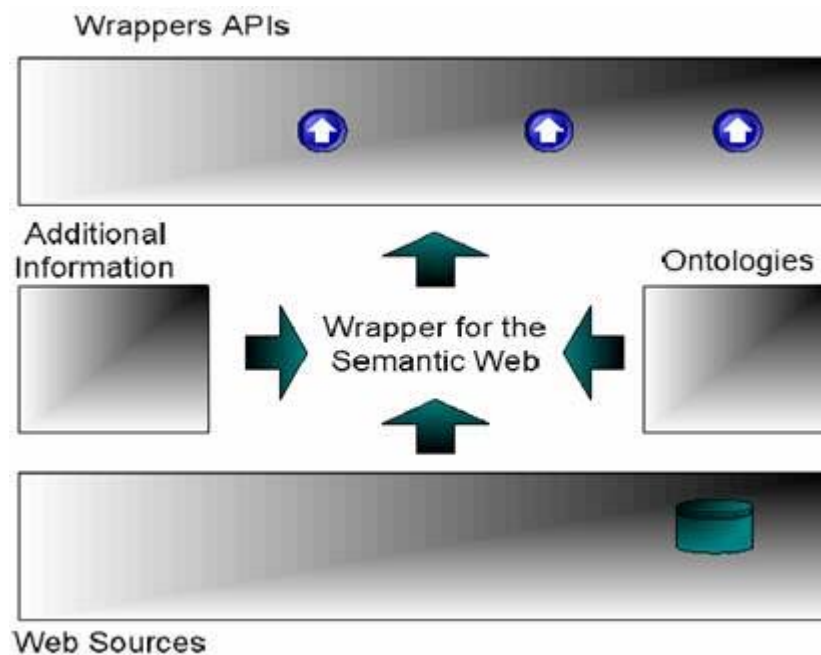 Wrappers APIs
Additional
Information
Ontologies
Wrapper for the
Semantic Web
Web Sources